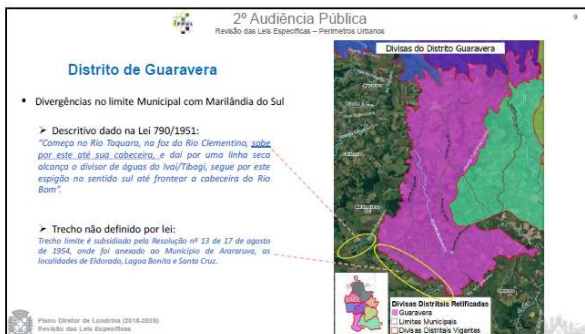 2º Audiência Pública
Revisão das Leis Específicas – Perímetros Urbanos
9
IPPUL
Distrito de Guaravera
Divisas do Distrito Guaravera
▪ Divergências no limite Municipal com Marilândia do Sul
➤ Descritivo dado na Lei 790/1951:
"Começa no Rio Taquara, na foz do Rio Clementino, sobe
por este até sua cabeceira, e daí por uma linha seca
alcança o divisor de águas do Ivaí/Tibagi, segue por este
espigão no sentido sul até frontear a cabeceira do Rio
Bom".
➤ Trecho não definido por lei:
Trecho limite é subsidiado pela Resolução nº 13 de 17 de agosto
de 1954, onde foi anexado ao Município de Araruva, as
localidades de Eldorado, Lagoa Bonita e Santa Cruz.
Divisas Distritais Retificadas
Guaravera
Limites Municipais
Divisas Distritais Vigentes
Plano Diretor de Londrina (2018-2028)
Revisão das Leis Específicas